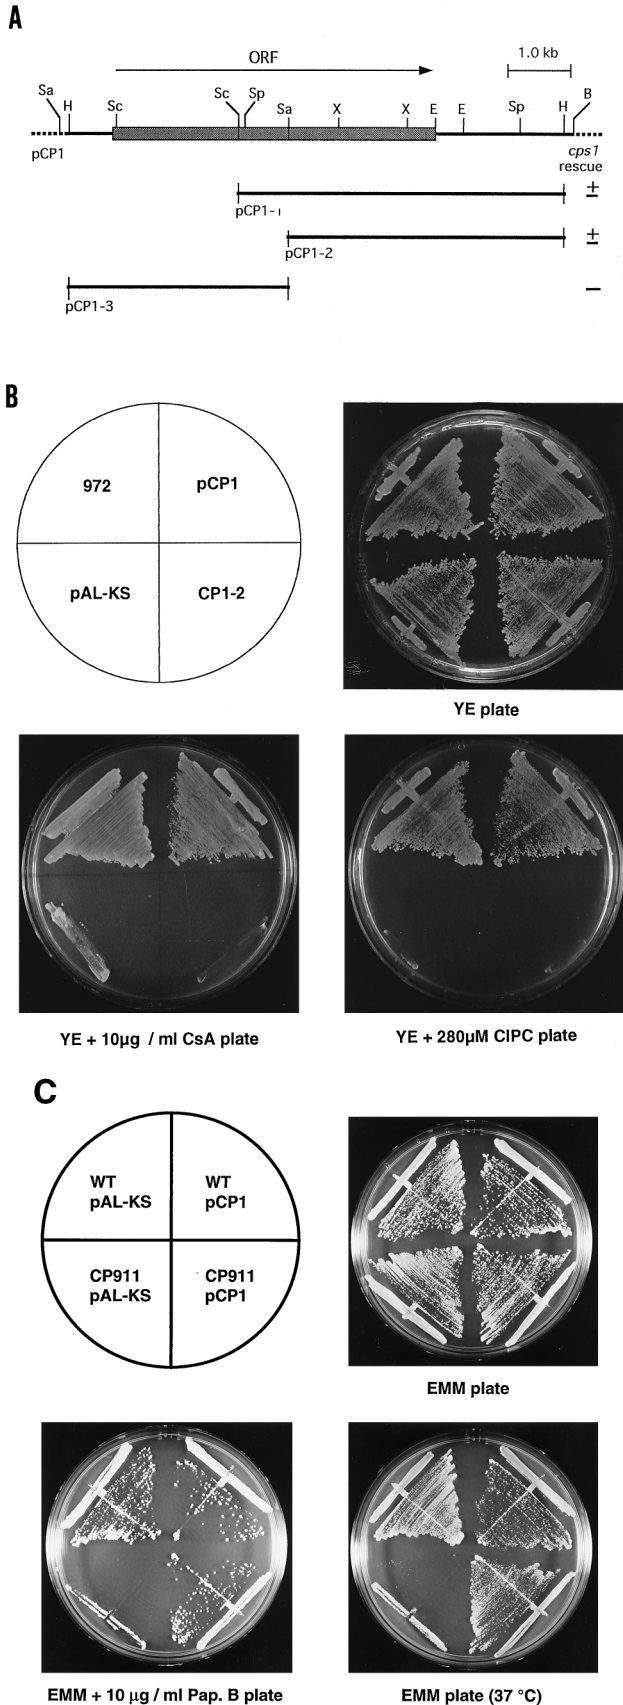 A
ORF
1.0 kb
Sa H Sc Sc Sp Sa X X E E Sp H B
pCP1
cps1
rescue
pCP1-1
±
pCP1-2
±
pCP1-3
–
B
972
pCP1
pAL-KS
CP1-2
YE plate
YE + 10µg / ml CsA plate
YE + 280µM CIPC plate
C
WT
pAL-KS
WT
pCP1
CP911
pAL-KS
CP911
pCP1
EMM plate
EMM + 10 µg / ml Pap. B plate
EMM plate (37 °C)